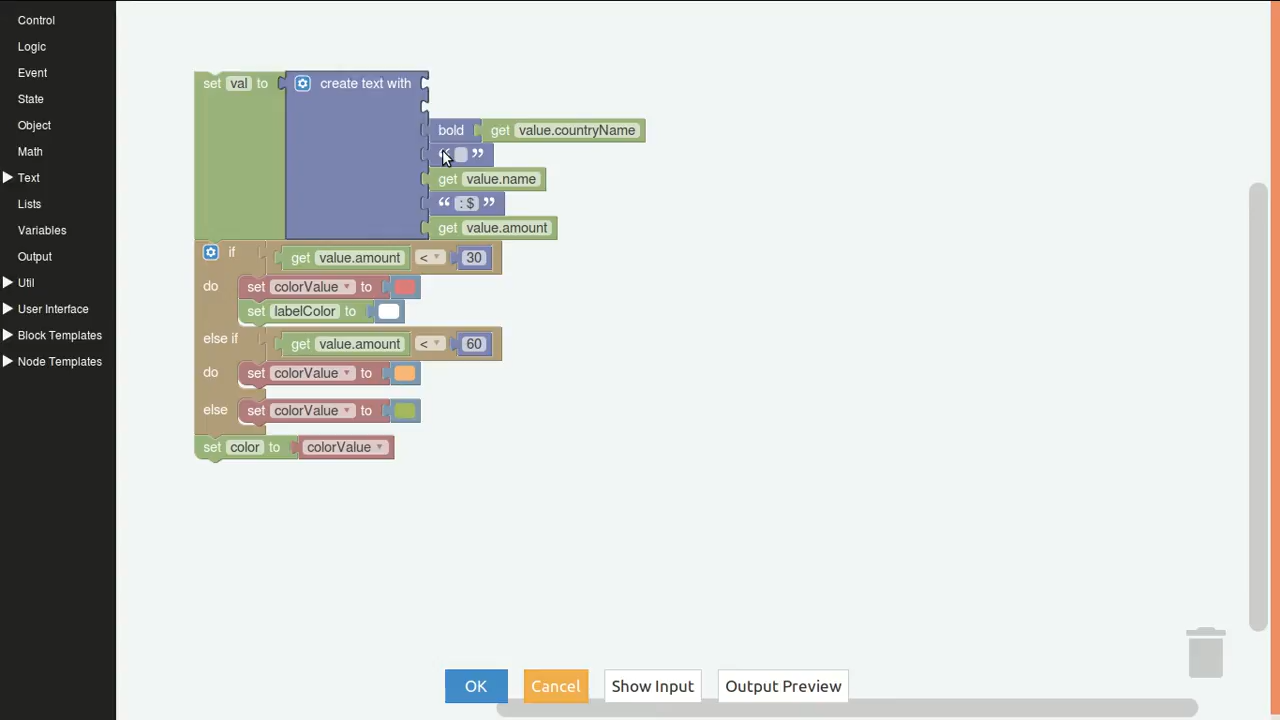 Control
Logic
Event
State
Object
Math
Text
Lists
Variables
Output
Util
User Interface
Block Templates
Node Templates
set val to create text with
bold get value.countryName
“ ”
get value.name
“ : $ ”
get value.amount
if get value.amount < 30
do set colorValue to
set labelColor to
else if get value.amount < 60
do set colorValue to
else set colorValue to
set color to colorValue
OK Cancel Show Input Output Preview